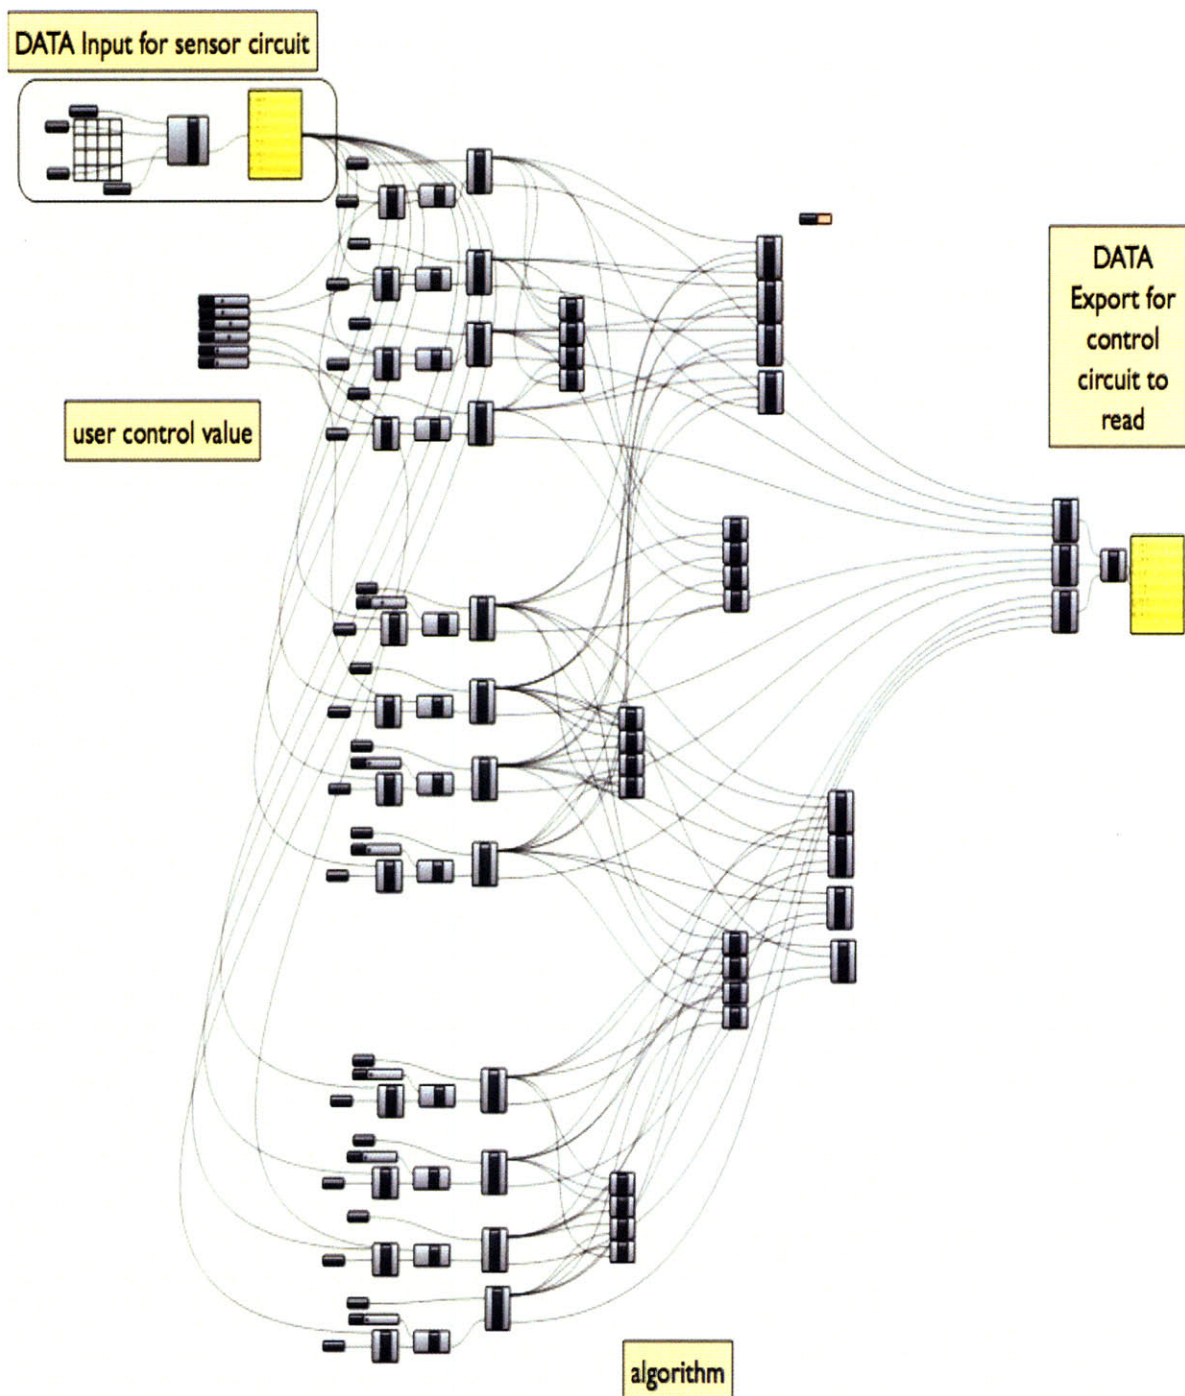 DATA Input for sensor circuit
user control value
DATA
Export for
control
circuit to
read
algorithm